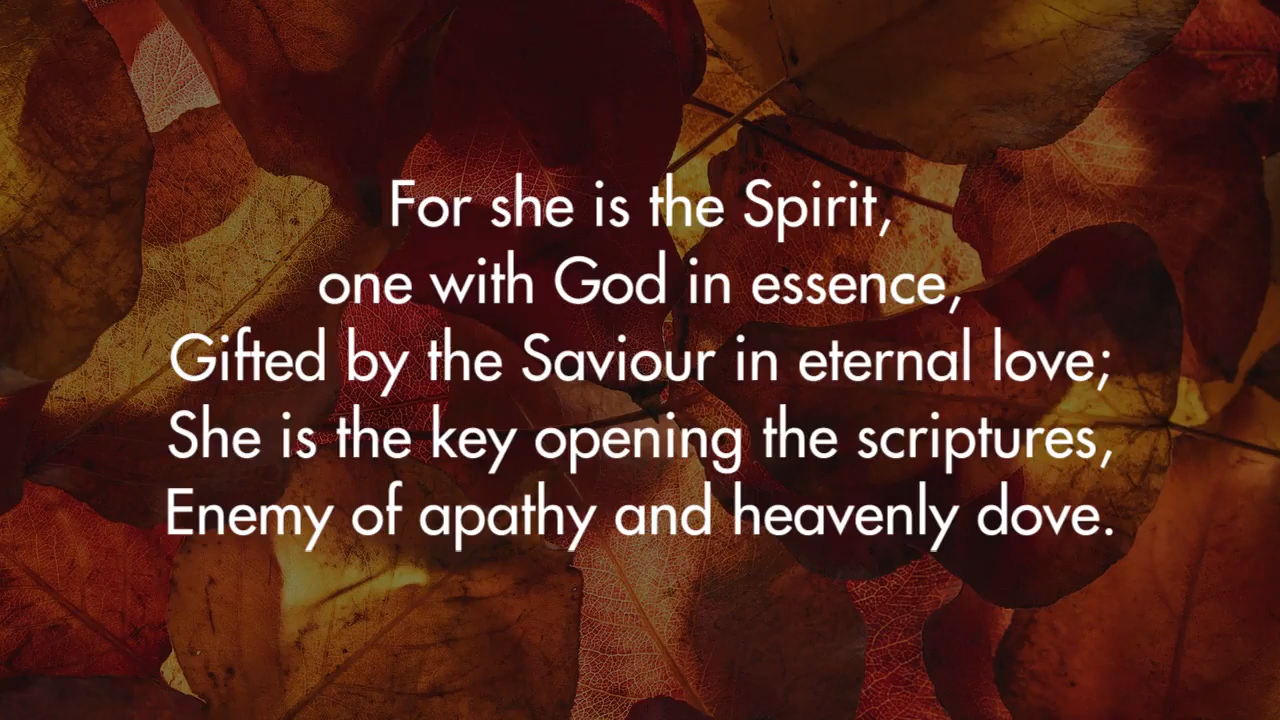 For she is the Spirit,
one with God in essence,
Gifted by the Saviour in eternal love;
She is the key opening the scriptures,
Enemy of apathy and heavenly dove.